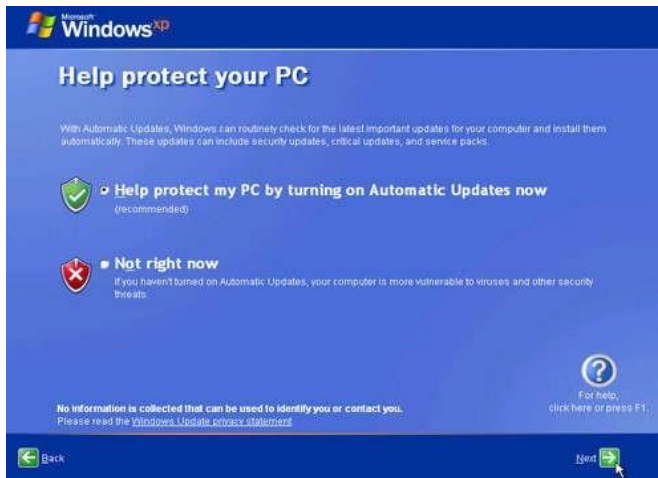 Microsoft
Windows xp
Help protect your PC
With Automatic Updates, Windows can routinely check for the latest important updates for your computer and install them
automatically. These updates can include security updates, critical updates, and service packs.
Help protect my PC by turning on Automatic Updates now
(recommended)
Not right now
If you haven't turned on Automatic Updates, your computer is more vulnerable to viruses and other security
threats.
For help,
click here or press F1.
No information is collected that can be used to identify you or contact you.
Please read the Windows Update privacy statement
Back
Next